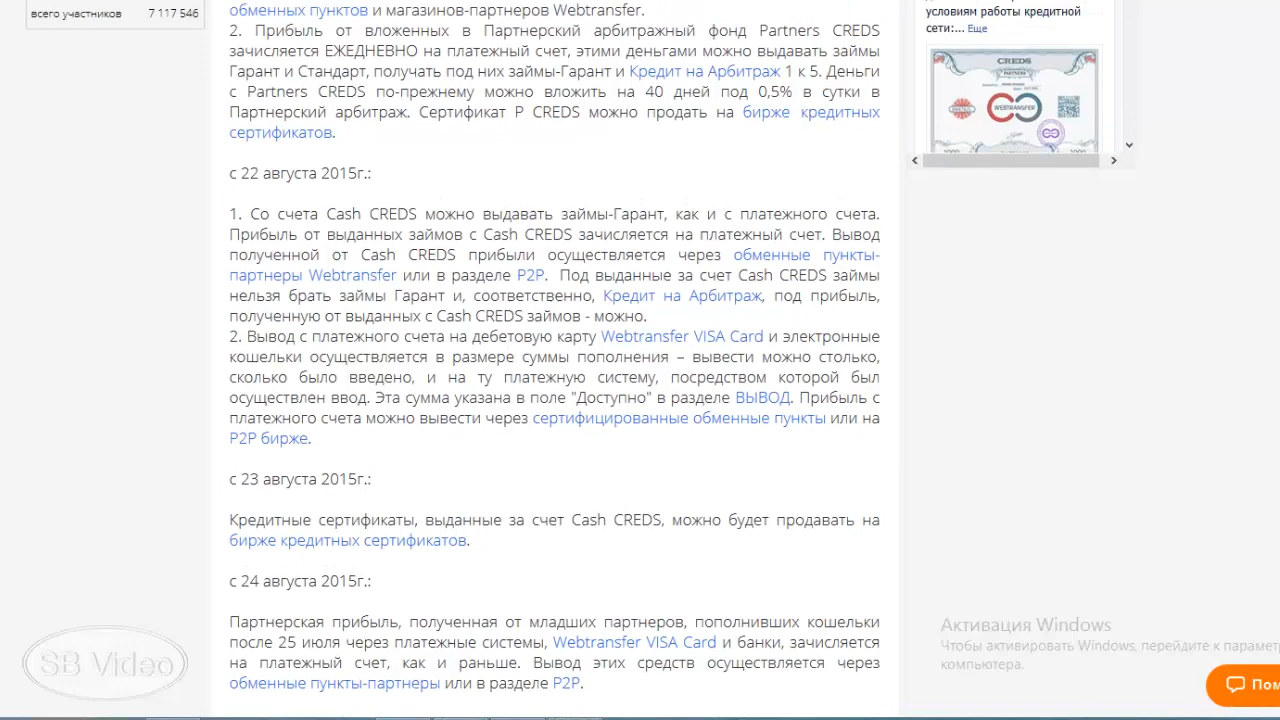 всего участников 7 117 546
обменных пунктов и магазинов-партнеров Webtransfer.
2. Прибыль от вложенных в Партнерский арбитражный фонд Partners CREDS
зачисляется ЕЖЕДНЕВНО на платежный счет, этими деньгами можно выдавать займы
Гарант и Стандарт, получать под них займы-Гарант и Кредит на Арбитраж 1 к 5. Деньги
с Partners CREDS по-прежнему можно вложить на 40 дней под 0,5% в сутки в
Партнерский арбитраж. Сертификат P CREDS можно продать на бирже кредитных
сертификатов.
с 22 августа 2015г.:
1. Со счета Cash CREDS можно выдавать займы-Гарант, как и с платежного счета.
Прибыль от выданных займов с Cash CREDS зачисляется на платежный счет. Вывод
полученной от Cash CREDS прибыли осуществляется через обменные пункты-
партнеры Webtransfer или в разделе P2P. Под выданные за счет Cash CREDS займы
нельзя брать займы Гарант и, соответственно, Кредит на Арбитраж, под прибыль,
полученную от выданных с Cash CREDS займов - можно.
2. Вывод с платежного счета на дебетовую карту Webtransfer VISA Card и электронные
кошельки осуществляется в размере суммы пополнения – вывести можно столько,
сколько было введено, и на ту платежную систему, посредством которой был
осуществлен ввод. Эта сумма указана в поле "Доступно" в разделе ВЫВОД. Прибыль с
платежного счета можно вывести через сертифицированные обменные пункты или на
P2P бирже.
с 23 августа 2015г.:
Кредитные сертификаты, выданные за счет Cash CREDS, можно будет продавать на
бирже кредитных сертификатов.
с 24 августа 2015г.:
Партнерская прибыль, полученная от младших партнеров, пополнивших кошельки
после 25 июля через платежные системы, Webtransfer VISA Card и банки, зачисляется
на платежный счет, как и раньше. Вывод этих средств осуществляется через
обменные пункты-партнеры или в разделе P2P.
условиям работы кредитной
сети:... Еще
CREDS
PARTNERS
WEBTRANSFER
Активация Windows
Чтобы активировать Windows, перейдите к парамет
компьютера.
Пом
SB Video